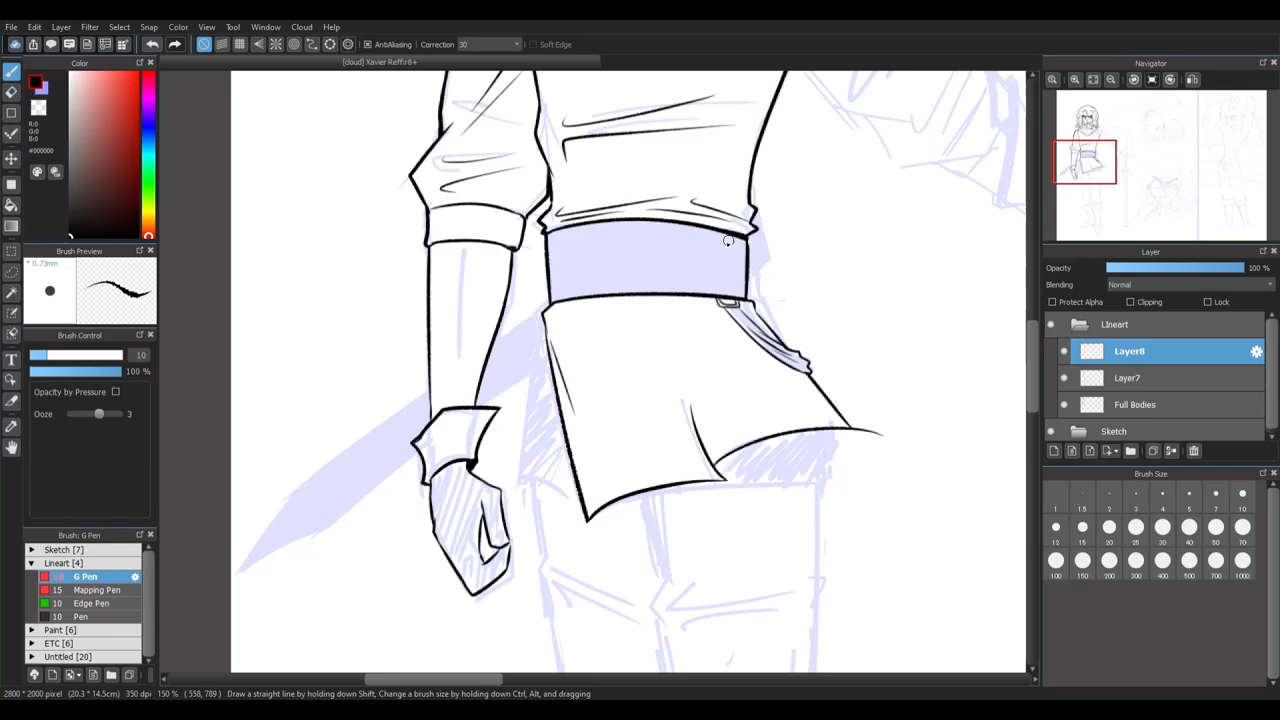 File Edit Layer Filter Select Snap Color View Tool Window Cloud Help
AntiAliasing Correction 30 Soft Edge
Color
[cloud] Xavier Reff:r8+
Navigator
R:0
G:0
B:0
#000000
Brush Preview
* 0.73mm
Layer
Opacity 100 %
Blending Normal
Protect Alpha Clipping Lock
LIneart
Layer8
Layer7
Full Bodies
Sketch
Brush Control
10
100 %
Opacity by Pressure
Ooze 3
Brush Size
1 1.5 2 3 4 5 7 10
12 15 20 25 30 40 50 70
100 150 200 300 400 500 700 1000
Brush: G Pen
Sketch [7]
Lineart [4]
10 G Pen
15 Mapping Pen
10 Edge Pen
10 Pen
Paint [6]
ETC [6]
Untitled [20]
2800 * 2000 pixel (20.3 * 14.5cm) 350 dpi 150 % ( 558, 789 ) Draw a straight line by holding down Shift, Change a brush size by holding down Ctrl, Alt, and dragging